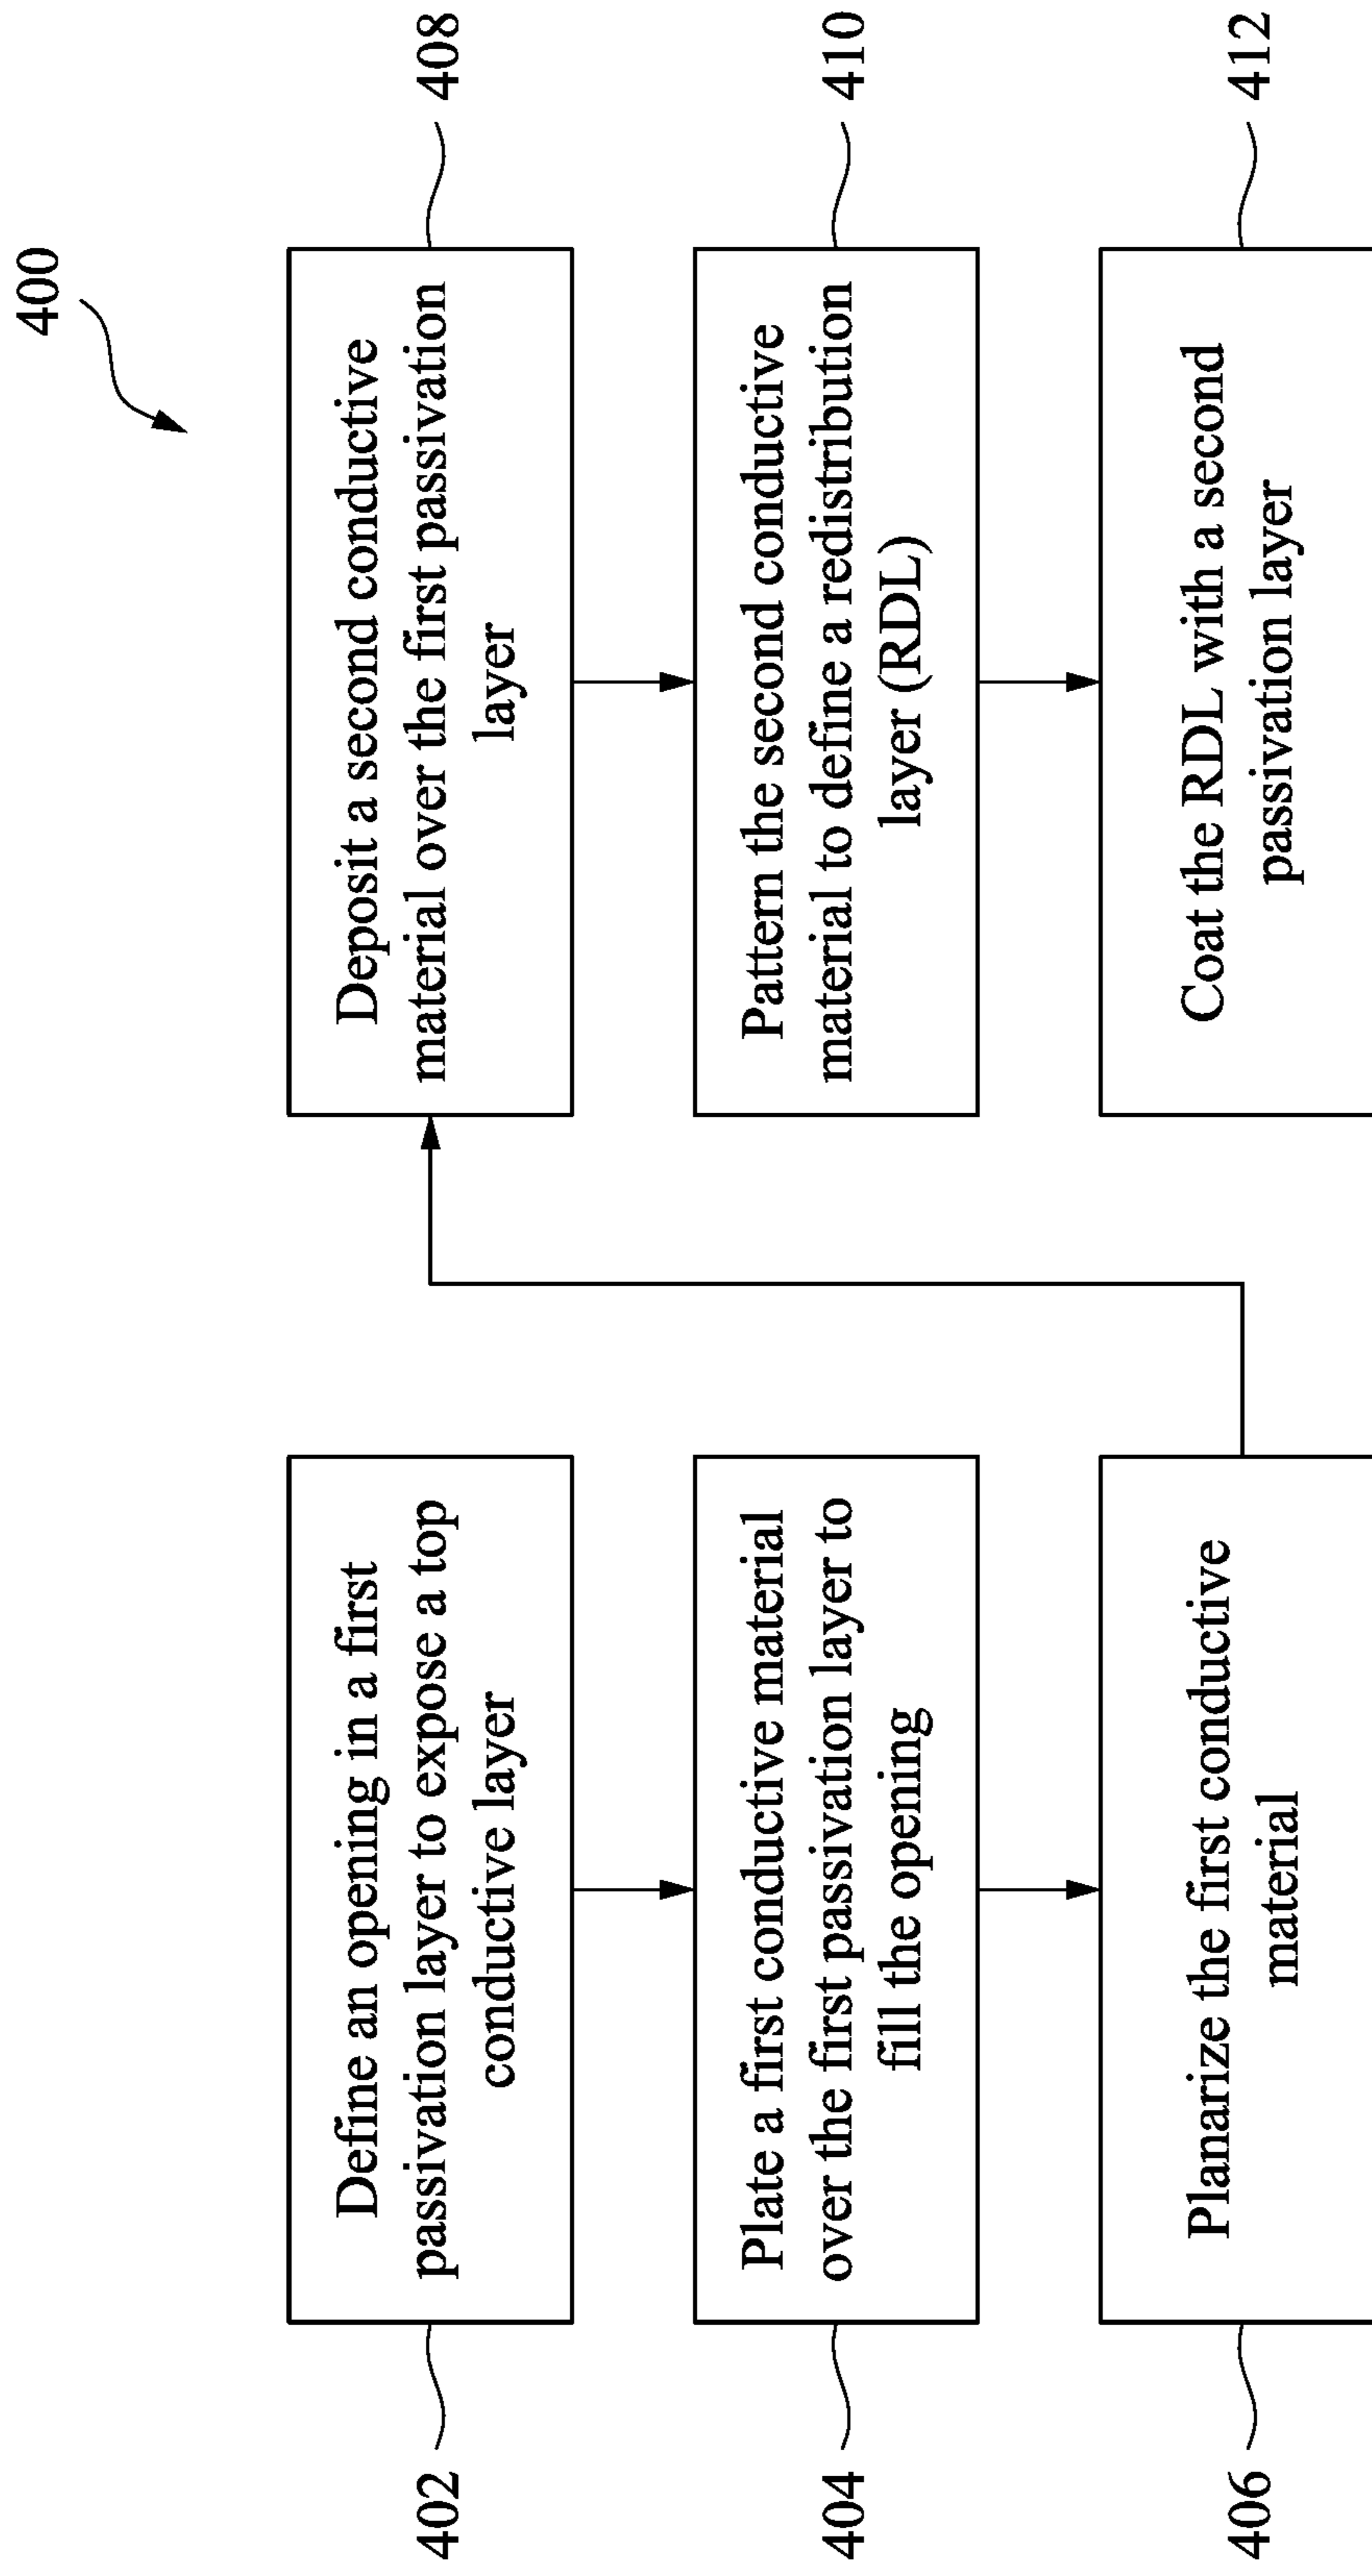 400
402
Define an opening in a first
passivation layer to expose a top
conductive layer
404
Plate a first conductive material
over the first passivation layer to
fill the opening
406
Planarize the first conductive
material
Deposit a second conductive
material over the first passivation
layer
408
Pattern the second conductive
material to define a redistribution
layer (RDL)
410
Coat the RDL with a second
passivation layer
412